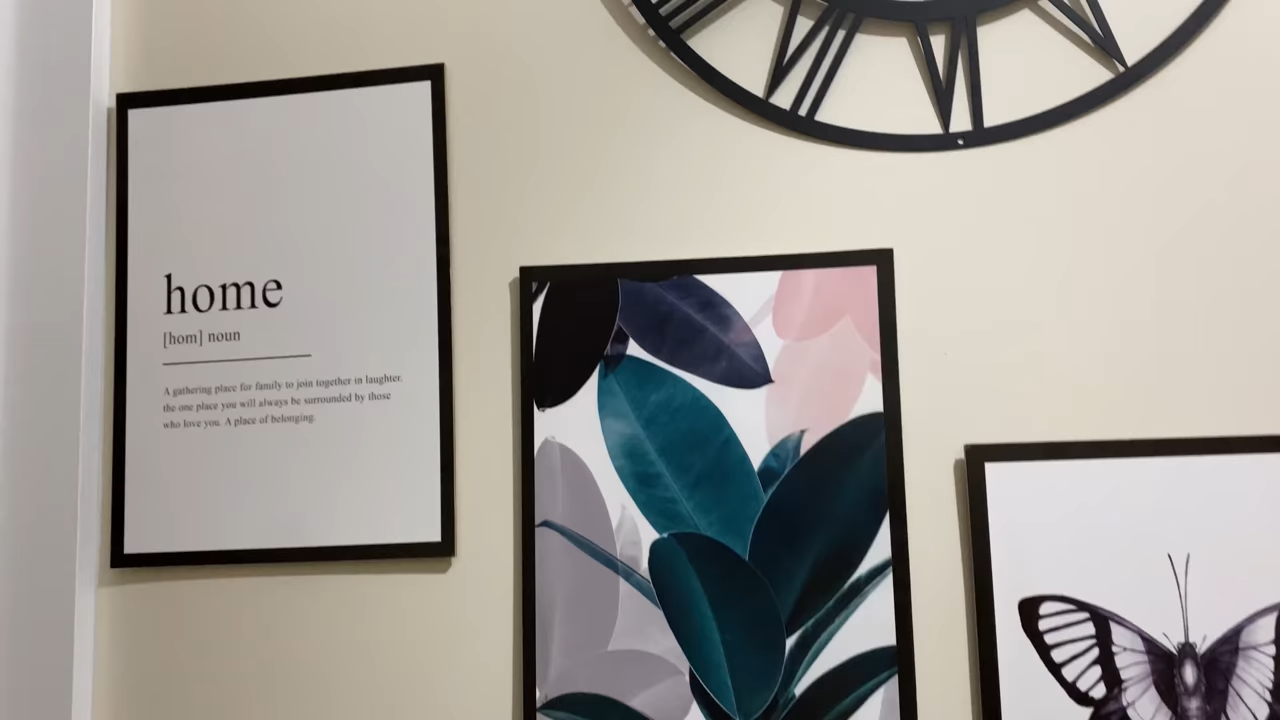 home
[hom] noun
A gathering place for family to join together in laughter.
the one place you will always be surrounded by those
who love you. A place of belonging.